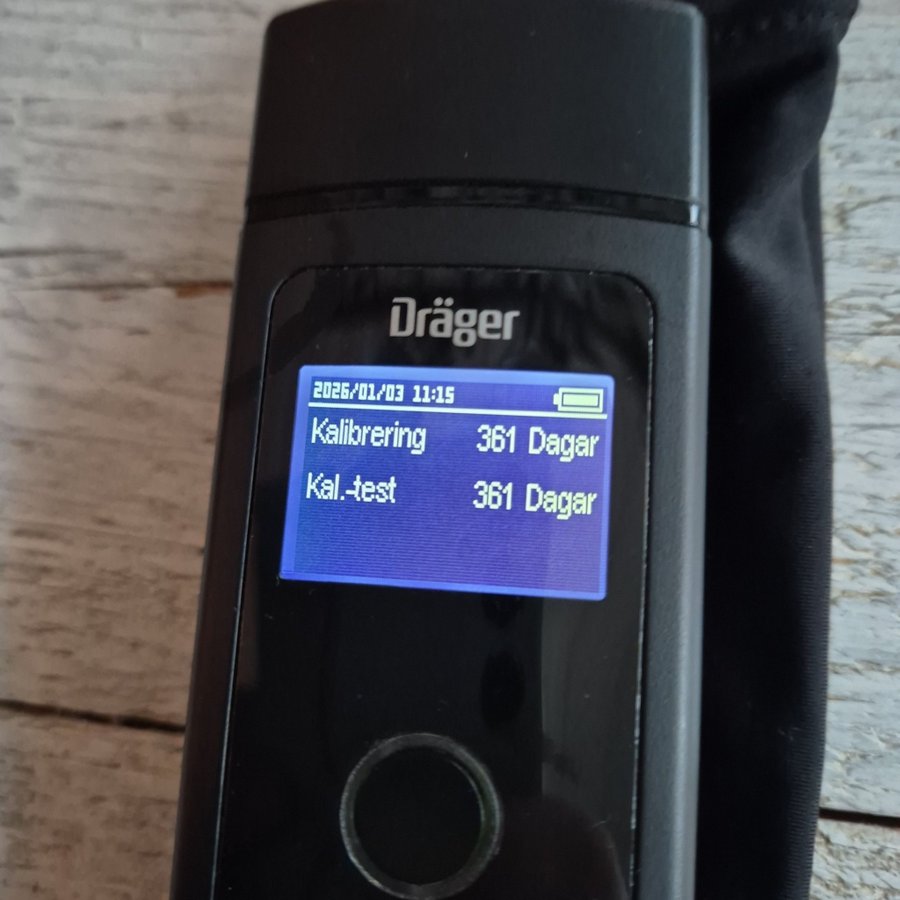 Dräger
2026/01/03 11:15
Kalibrering 361 Dagar
Kal.-test 361 Dagar